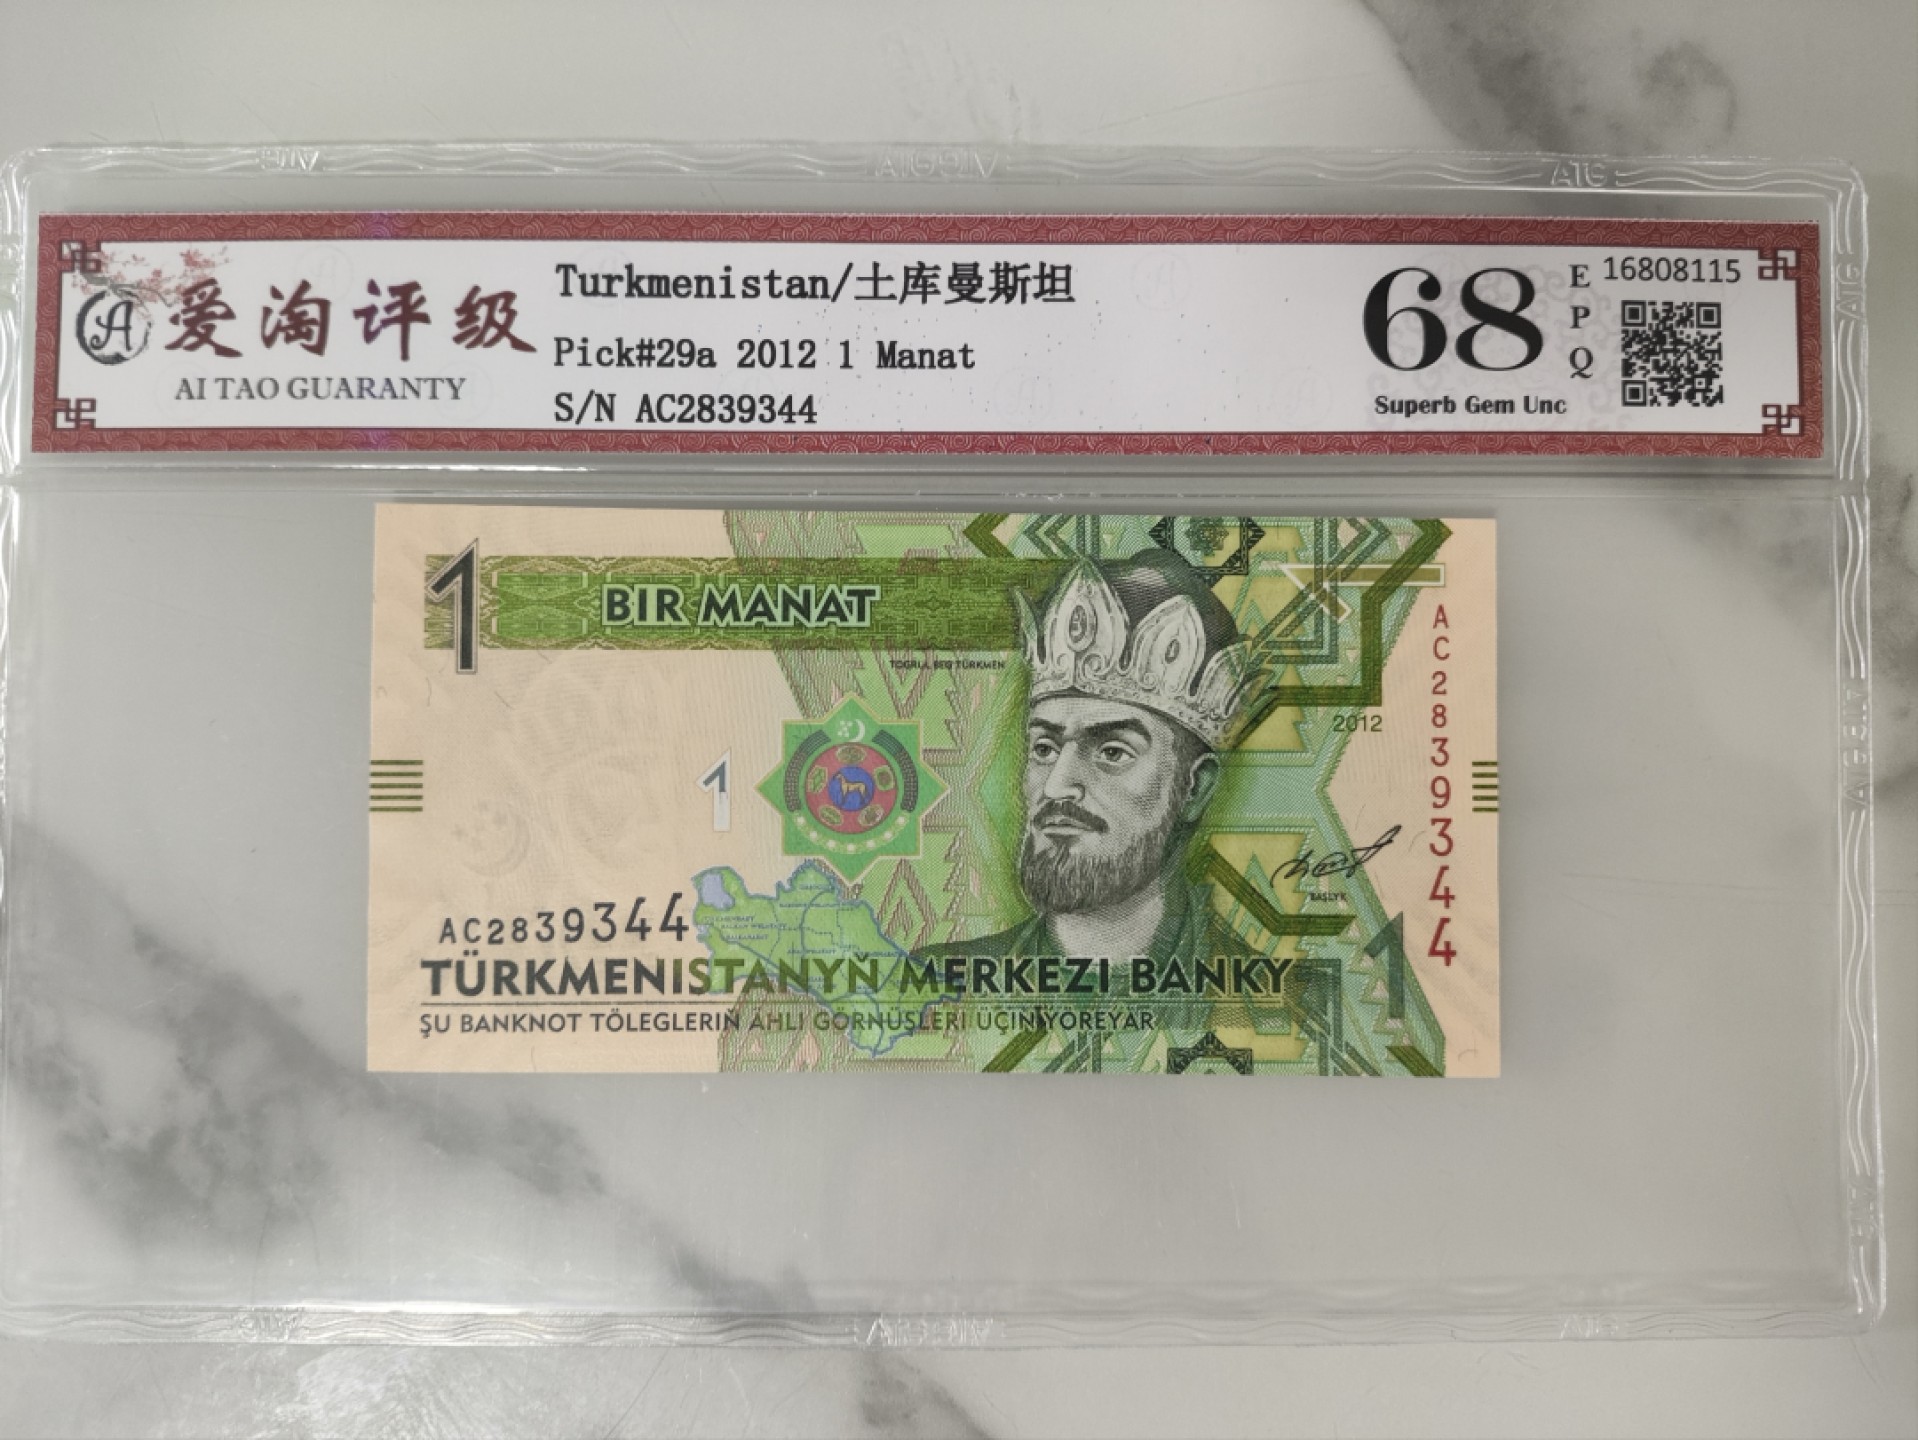 爱淘评级
AI TAO GUARANTY
Turkmenistan/土库曼斯坦
Pick#29a 2012 1 Manat
S/N AC2839344
68
EPQ
Superb Gem Unc
16808115
1
BIR MANAT
TOGRUL BEG TÜRKMEN
2012
AC2839344
1
BAŞLYK
1
AC2839344
TÜRKMENISTANYŇ MERKEZI BANKY
ŞU BANKNOT TÖLEGLERIŇ ÄHLI GÖRNÜŞLERI ÜÇIN ÝÖREÝÄR